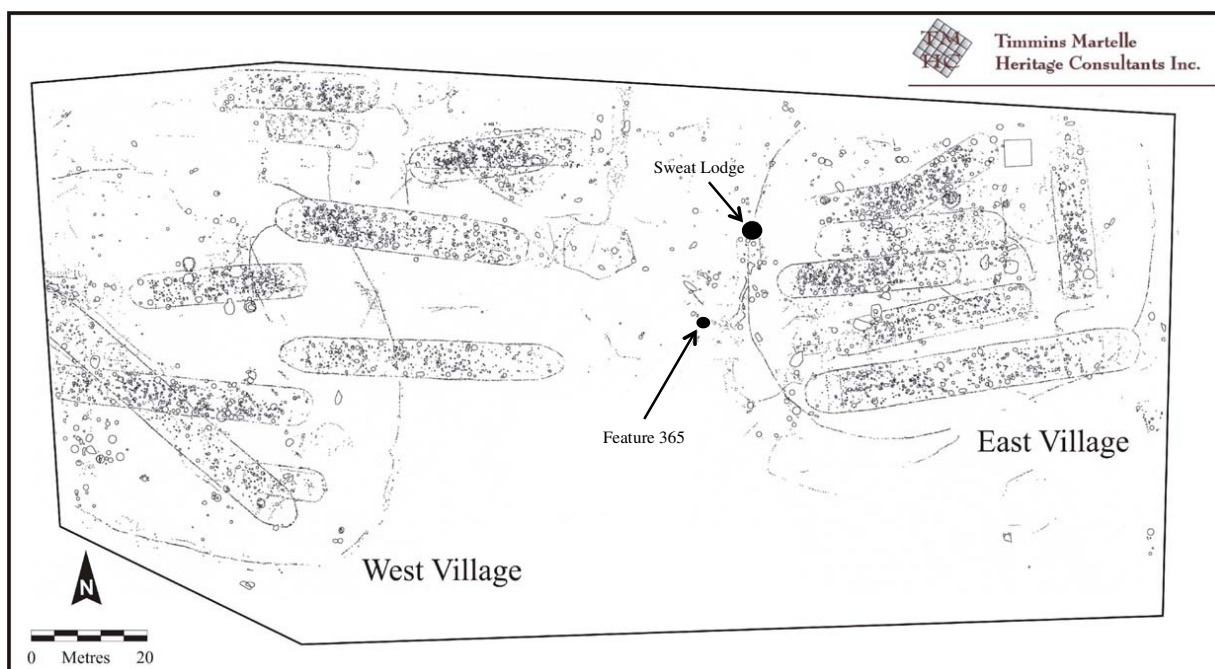 TM
HC
Timmins Martelle
Heritage Consultants Inc.
Sweat Lodge
Feature 365
East Village
West Village
N
0 Metres 20